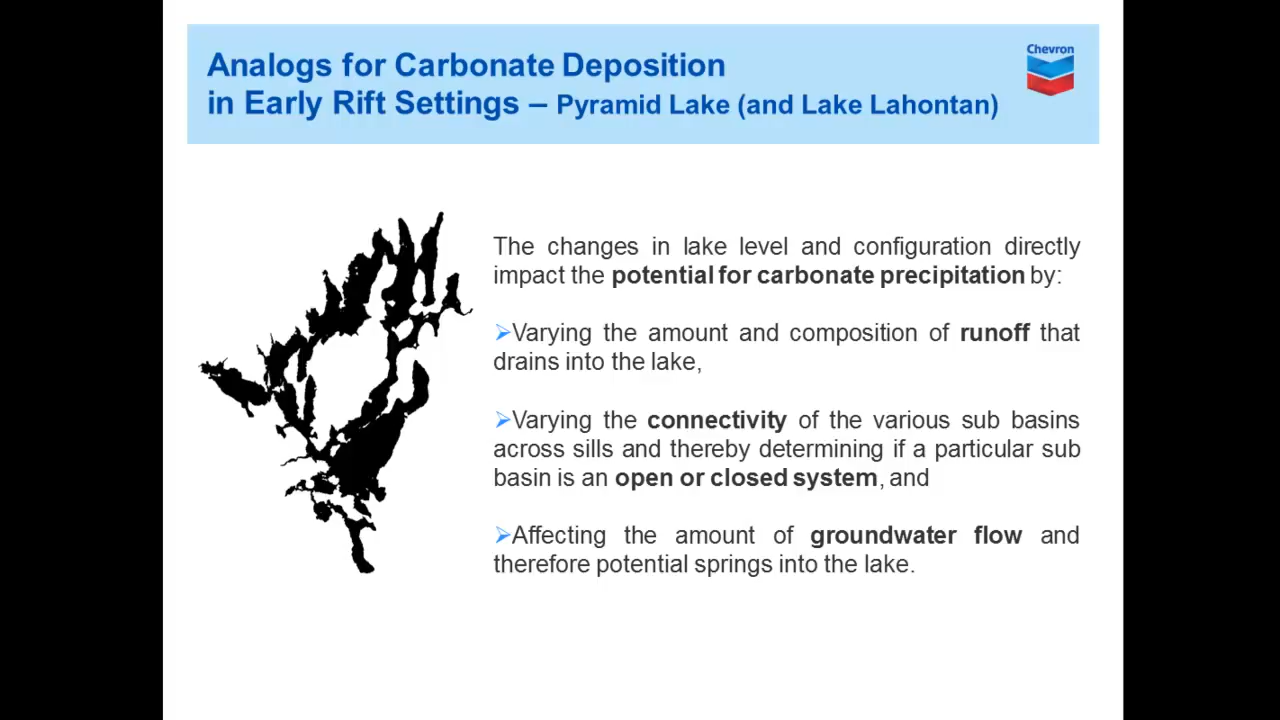 Analogs for Carbonate Deposition
in Early Rift Settings – Pyramid Lake (and Lake Lahontan)
Chevron
The changes in lake level and configuration directly
impact the potential for carbonate precipitation by:
➢Varying the amount and composition of runoff that
drains into the lake,
➢Varying the connectivity of the various sub basins
across sills and thereby determining if a particular sub
basin is an open or closed system, and
➢Affecting the amount of groundwater flow and
therefore potential springs into the lake.